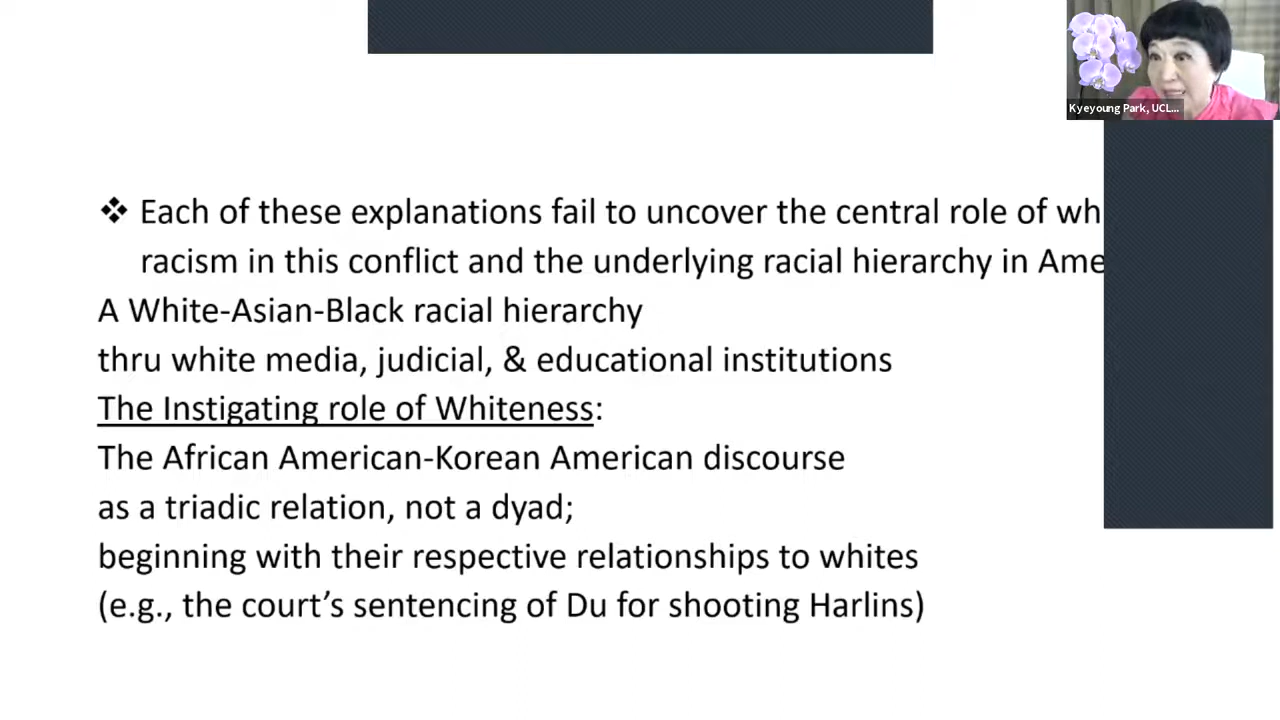 Kyeyoung Park, UCL...
❖ Each of these explanations fail to uncover the central role of wh
racism in this conflict and the underlying racial hierarchy in Ame
A White-Asian-Black racial hierarchy
thru white media, judicial, & educational institutions
The Instigating role of Whiteness:
The African American-Korean American discourse
as a triadic relation, not a dyad;
beginning with their respective relationships to whites
(e.g., the court’s sentencing of Du for shooting Harlins)